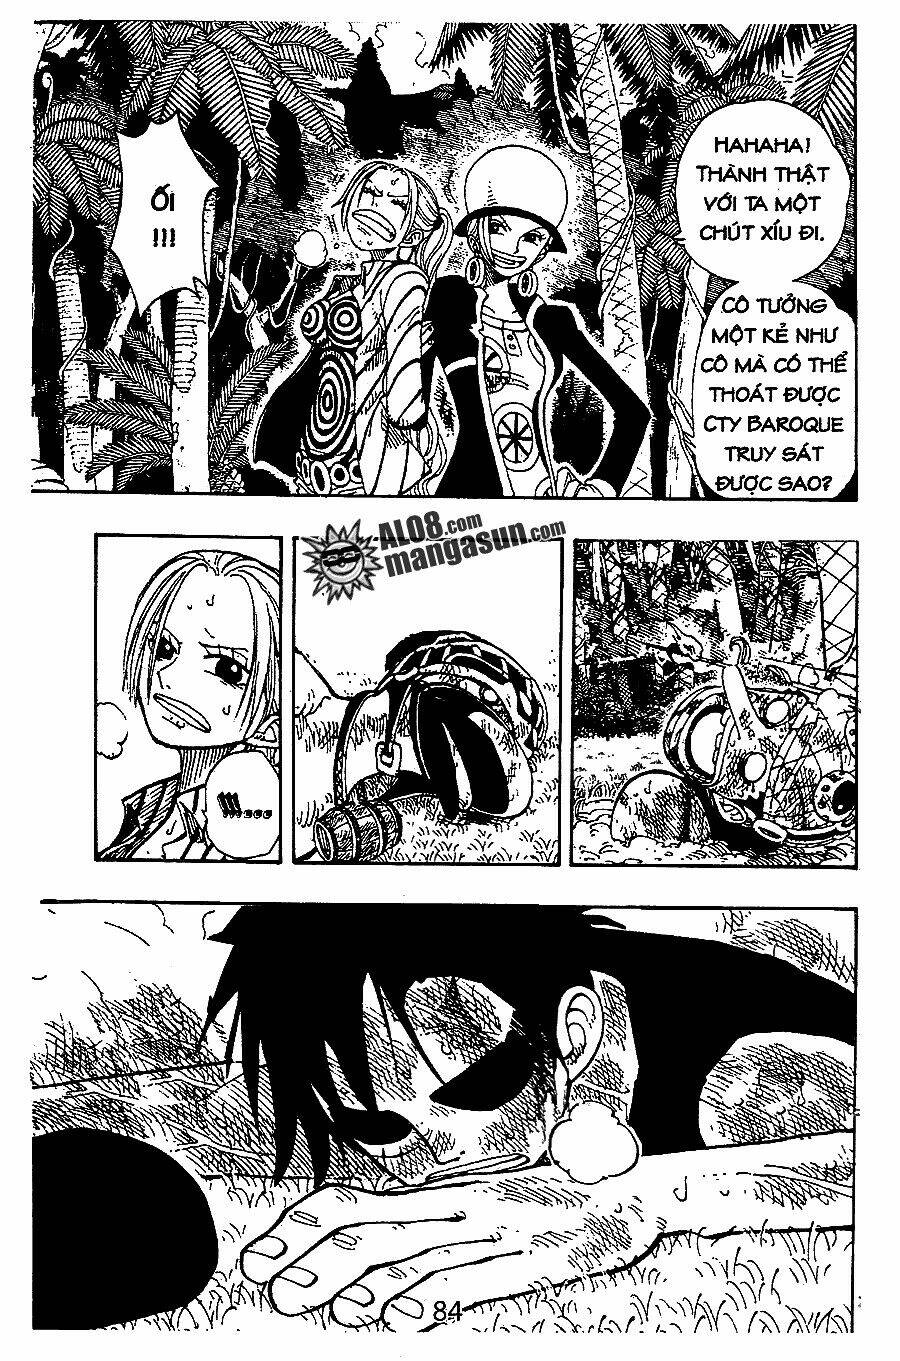 HAHAHA!
THÀNH THẬT
VỚI TA MỘT
CHÚT XÍU ĐI.
CÔ TƯỞNG
MỘT KẺ NHƯ
CÔ MÀ CÓ THỂ
THOÁT ĐƯỢC
CTY BAROQUE
TRUY SÁT
ĐƯỢC SAO?
ỐI
!!!
AL08.com
mangasun.com
!!!...
84